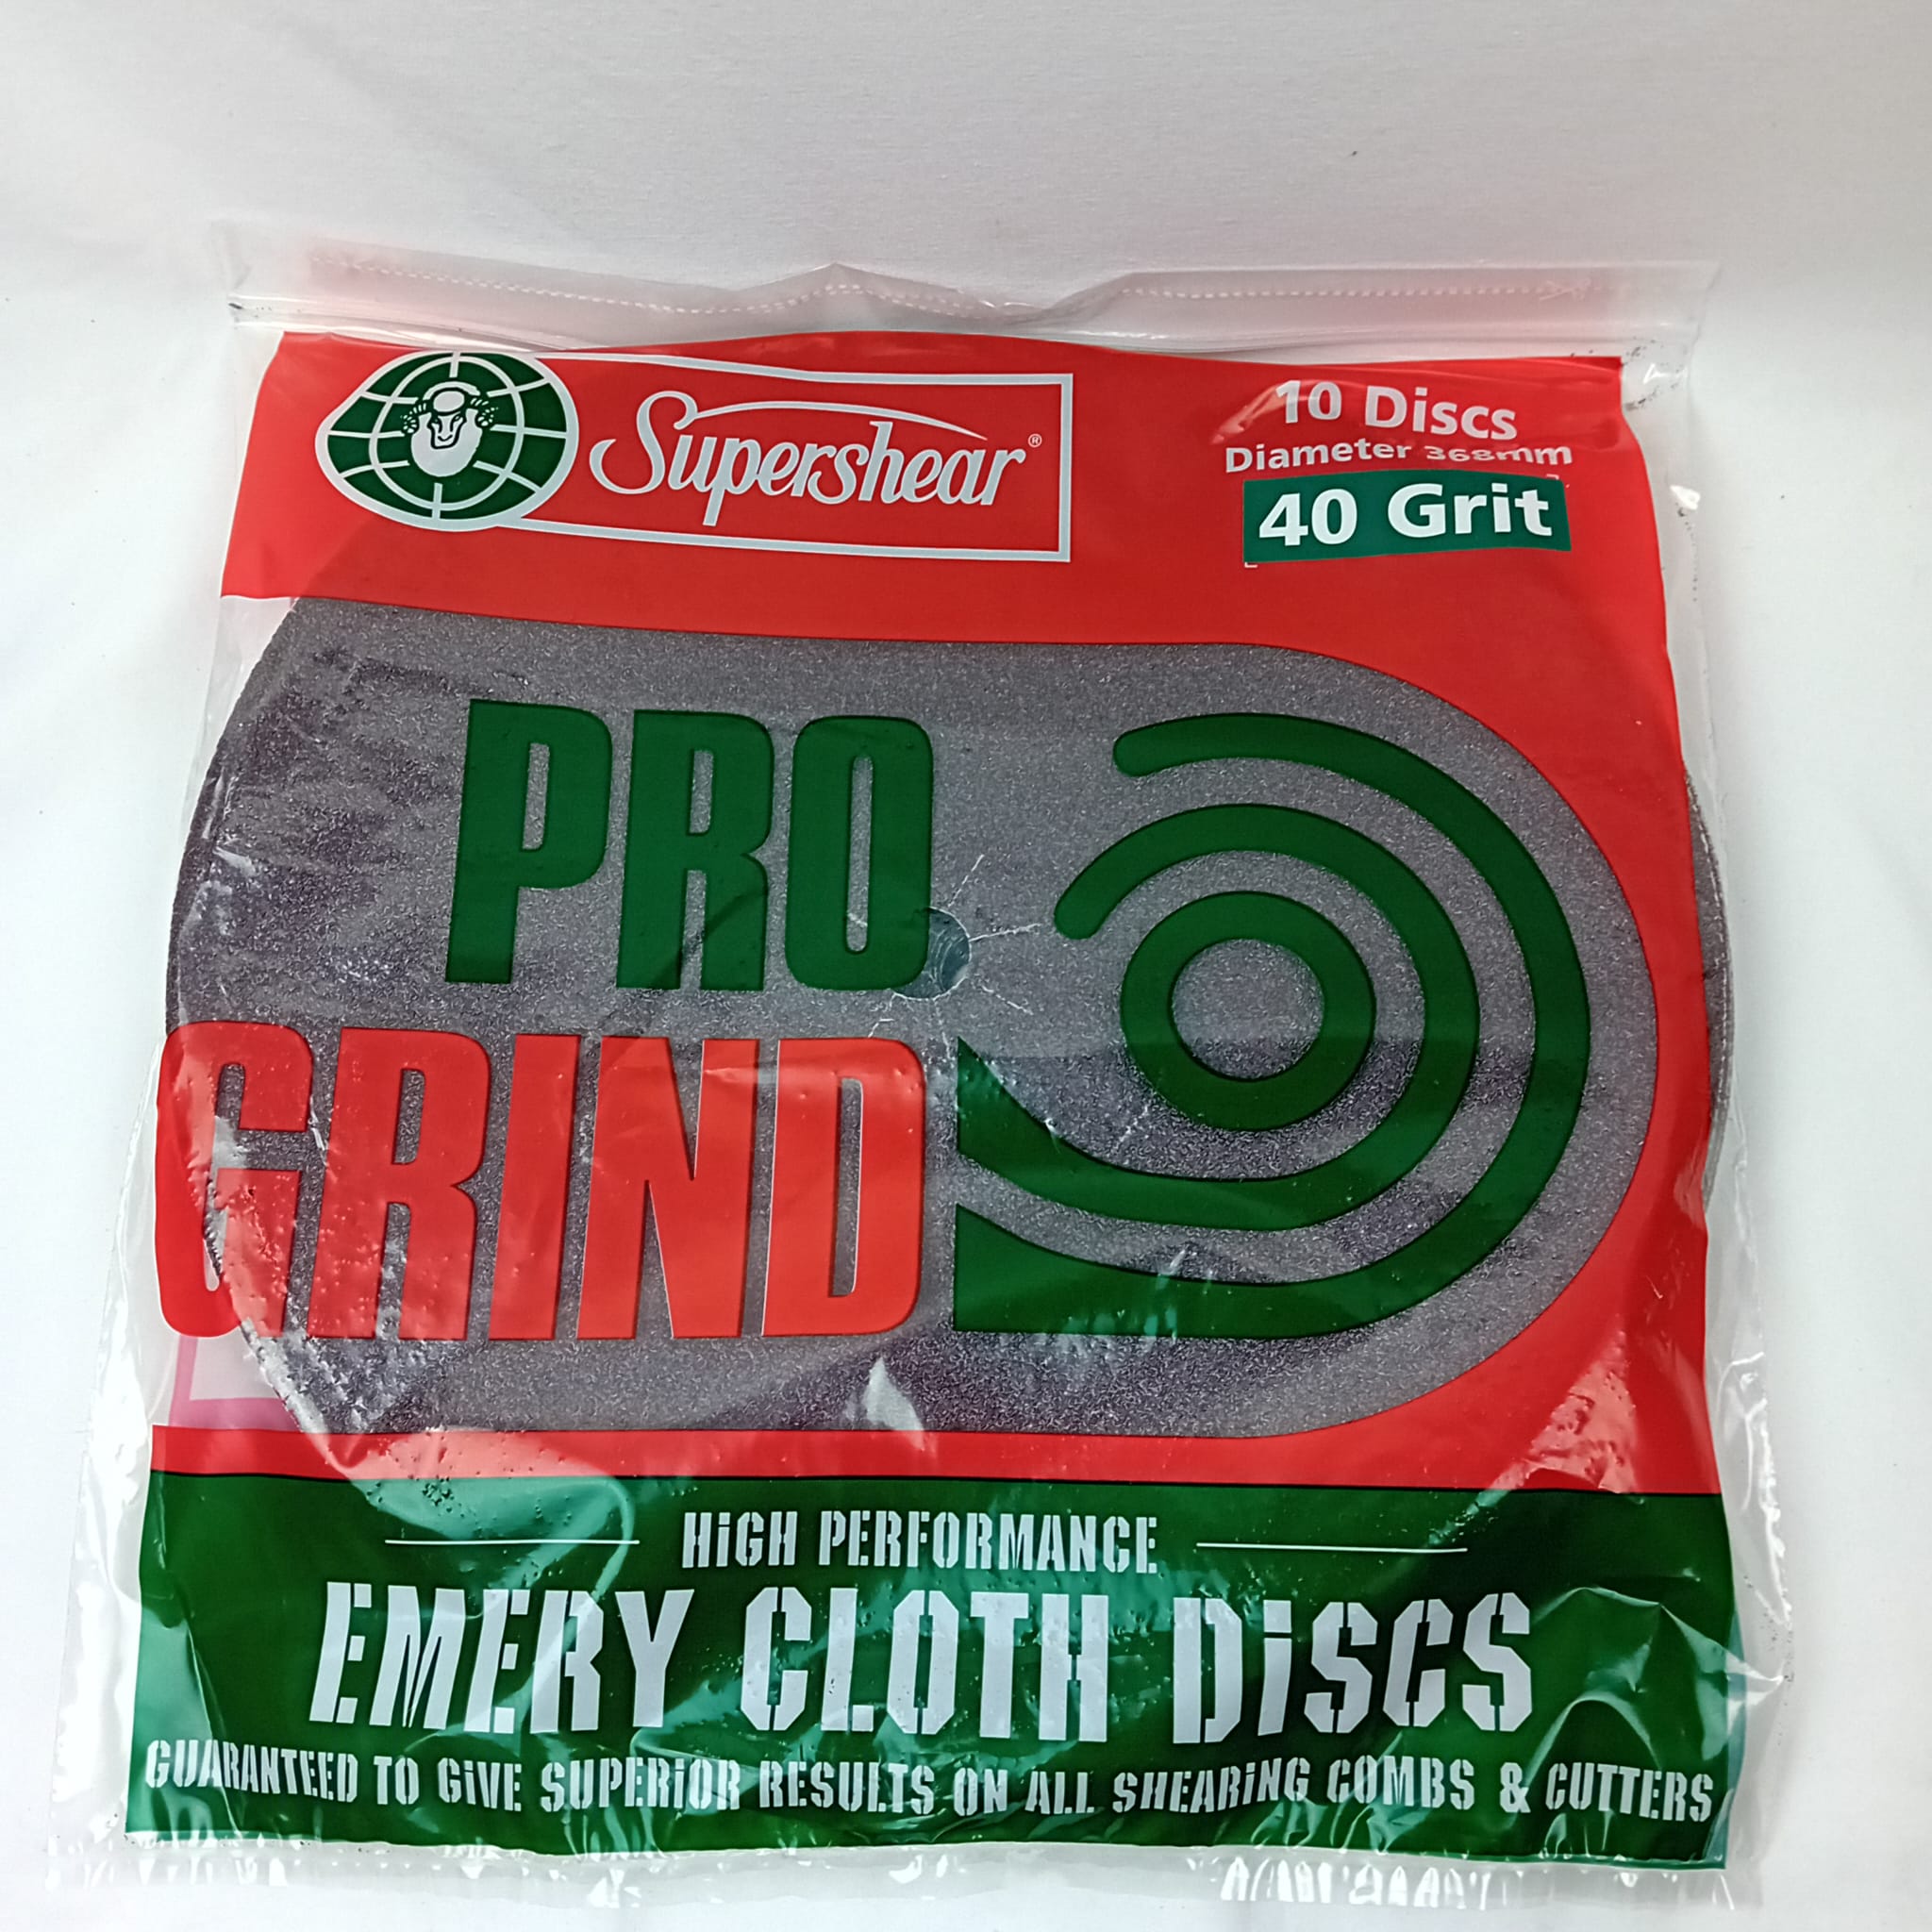 Supershear®
10 Discs
Diameter 368mm
40 Grit
PRO
GRIND
HiGH PERFORMANCE
EMERY CLOTH DiSCS
GUARANTEED TO GiVE SUPERiOR RESULTS ON ALL SHEARiNG COMBS & CUTTERS